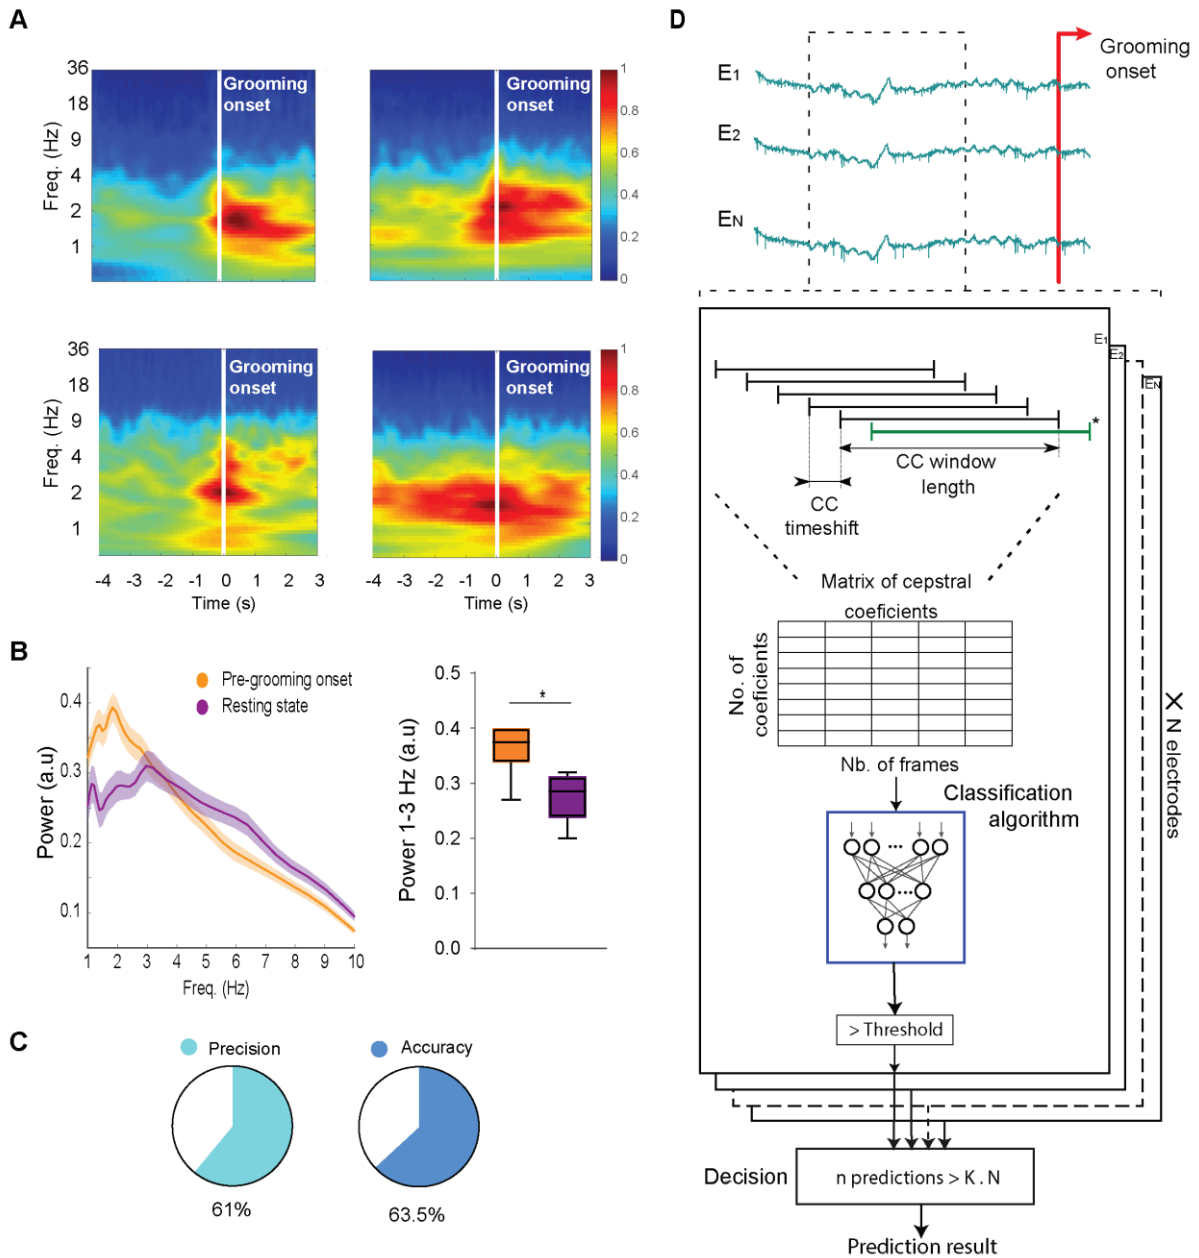 A
36
18
9
4
2
1
Freq. (Hz)
Grooming
onset
Grooming
onset
1
0.8
0.6
0.4
0.2
0
36
18
9
4
2
1
Freq. (Hz)
Grooming
onset
Grooming
onset
1
0.8
0.6
0.4
0.2
0
-4 -3 -2 -1 0 1 2 3
Time (s)
-4 -3 -2 -1 0 1 2 3
Time (s)
B
Power (a.u)
0.4
0.3
0.2
0.1
Pre-grooming onset
Resting state
1 2 3 4 5 6 7 8 9 10
Freq. (Hz)
Power 1-3 Hz (a.u)
0.5
0.4
0.3
0.2
0.1
0.0
*
C
Precision
Accuracy
61%
63.5%
D
E1
E2
EN
Grooming
onset
E1
E2
EN
*
CC window
length
CC
timeshift
Matrix of cepstral
coeficients
No. of
coeficients
Nb. of frames
Classification
algorithm
> Threshold
X N electrodes
Decision
n predictions > K . N
Prediction result